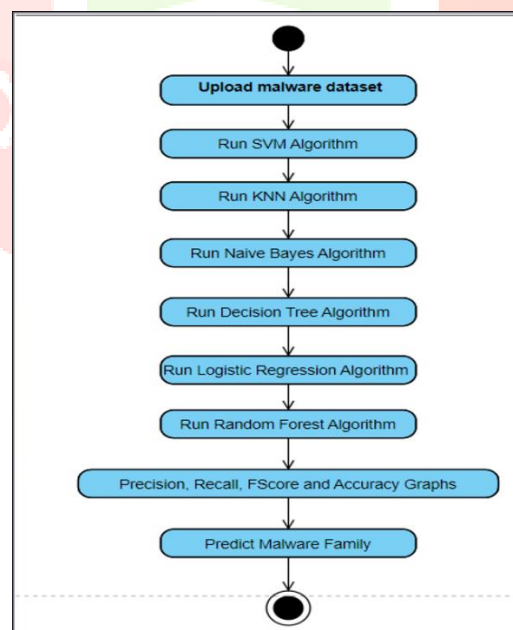 Upload malware dataset
Run SVM Algorithm
Run KNN Algorithm
Run Naive Bayes Algorithm
Run Decision Tree Algorithm
Run Logistic Regression Algorithm
Run Random Forest Algorithm
Precision, Recall, FScore and Accuracy Graphs
Predict Malware Family